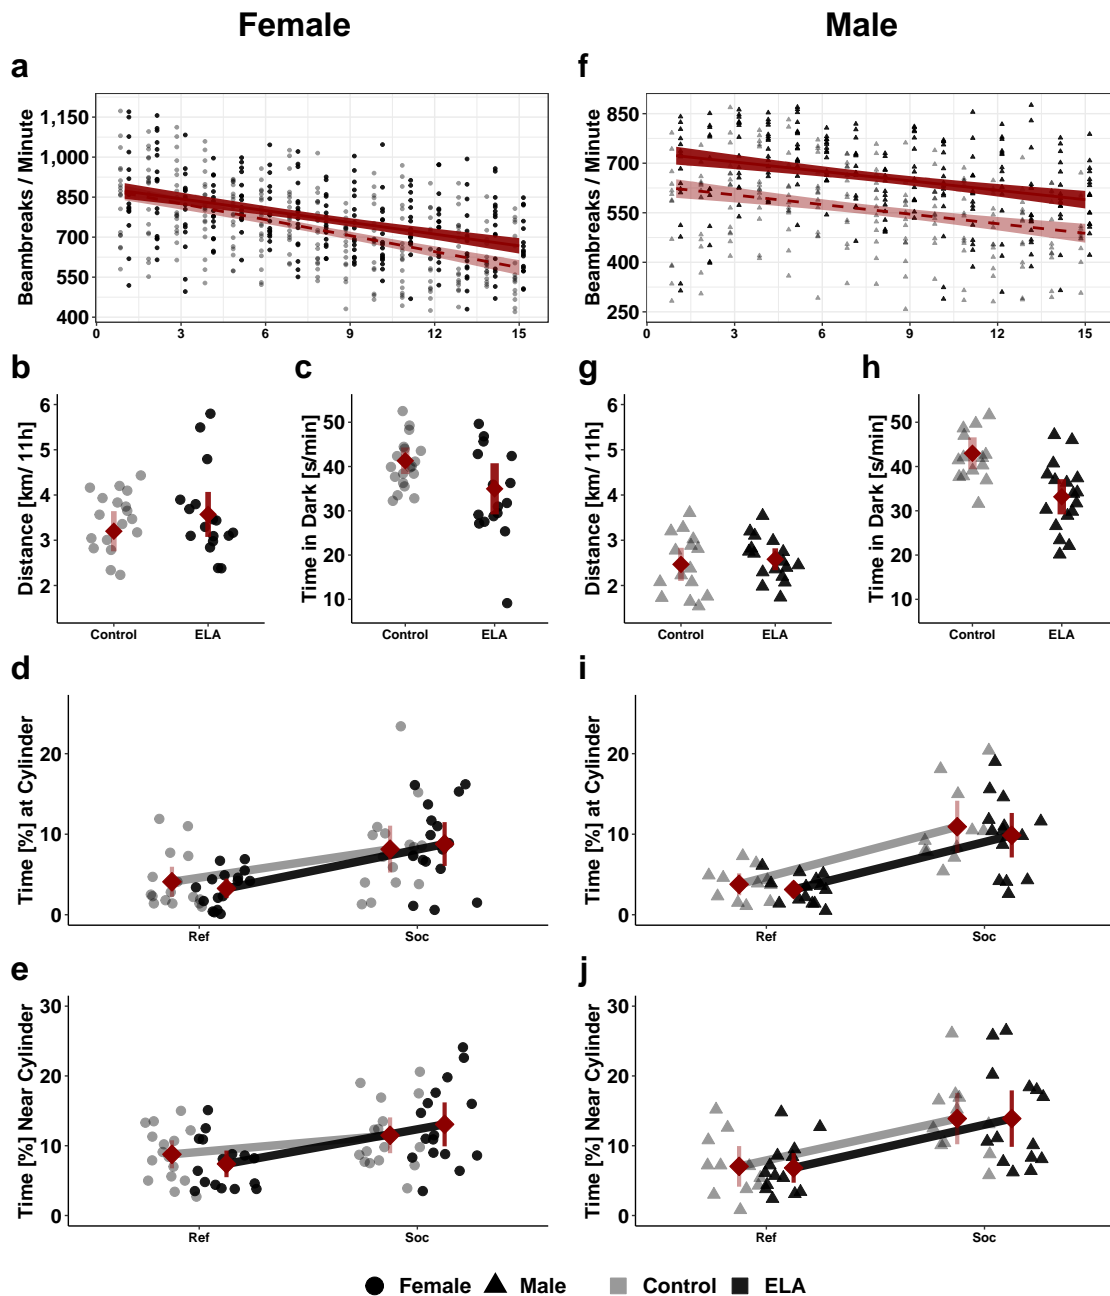 Female
Male
a
Beambreaks / Minute
1,150
1,000
850
700
550
400
0 3 6 9 12 15
f
Beambreaks / Minute
850
700
550
400
250
0 3 6 9 12 15
b
Distance [km/ 11h]
6
5
4
3
2
Control ELA
c
Time in Dark [s/min]
50
40
30
20
10
Control ELA
g
Distance [km/ 11h]
6
5
4
3
2
Control ELA
h
Time in Dark [s/min]
50
40
30
20
10
Control ELA
d
Time [%] at Cylinder
20
10
0
Ref Soc
i
Time [%] at Cylinder
20
10
0
Ref Soc
e
Time [%] Near Cylinder
30
20
10
0
Ref Soc
j
Time [%] Near Cylinder
30
20
10
0
Ref Soc
Female Male Control ELA